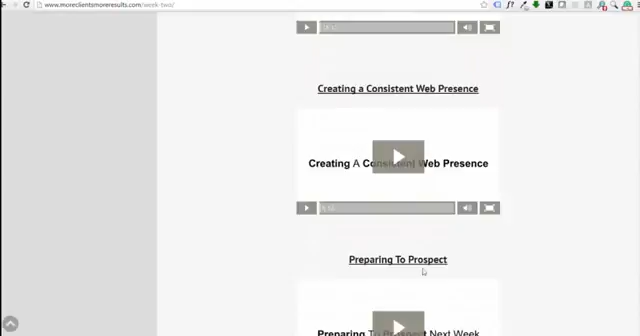 www.moreclientsmoreresults.com/week-two/
Creating a Consistent Web Presence
Creating A Consistent Web Presence
Preparing To Prospect
Preparing To Prospect Next Week